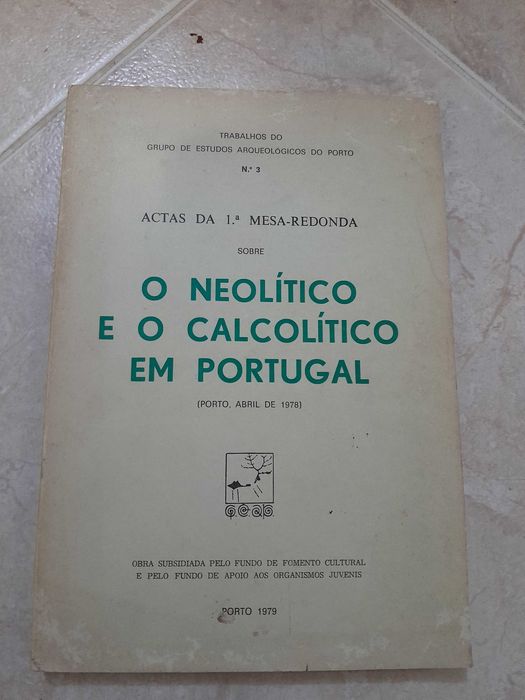 TRABALHOS DO
GRUPO DE ESTUDOS ARQUEOLÓGICOS DO PORTO
N.º 3
ACTAS DA 1.ª MESA-REDONDA
SOBRE
O NEOLÍTICO
E O CALCOLÍTICO
EM PORTUGAL
(PORTO, ABRIL DE 1978)
g.e.a.p.
OBRA SUBSIDIADA PELO FUNDO DE FOMENTO CULTURAL
E PELO FUNDO DE APOIO AOS ORGANISMOS JUVENIS
PORTO 1979